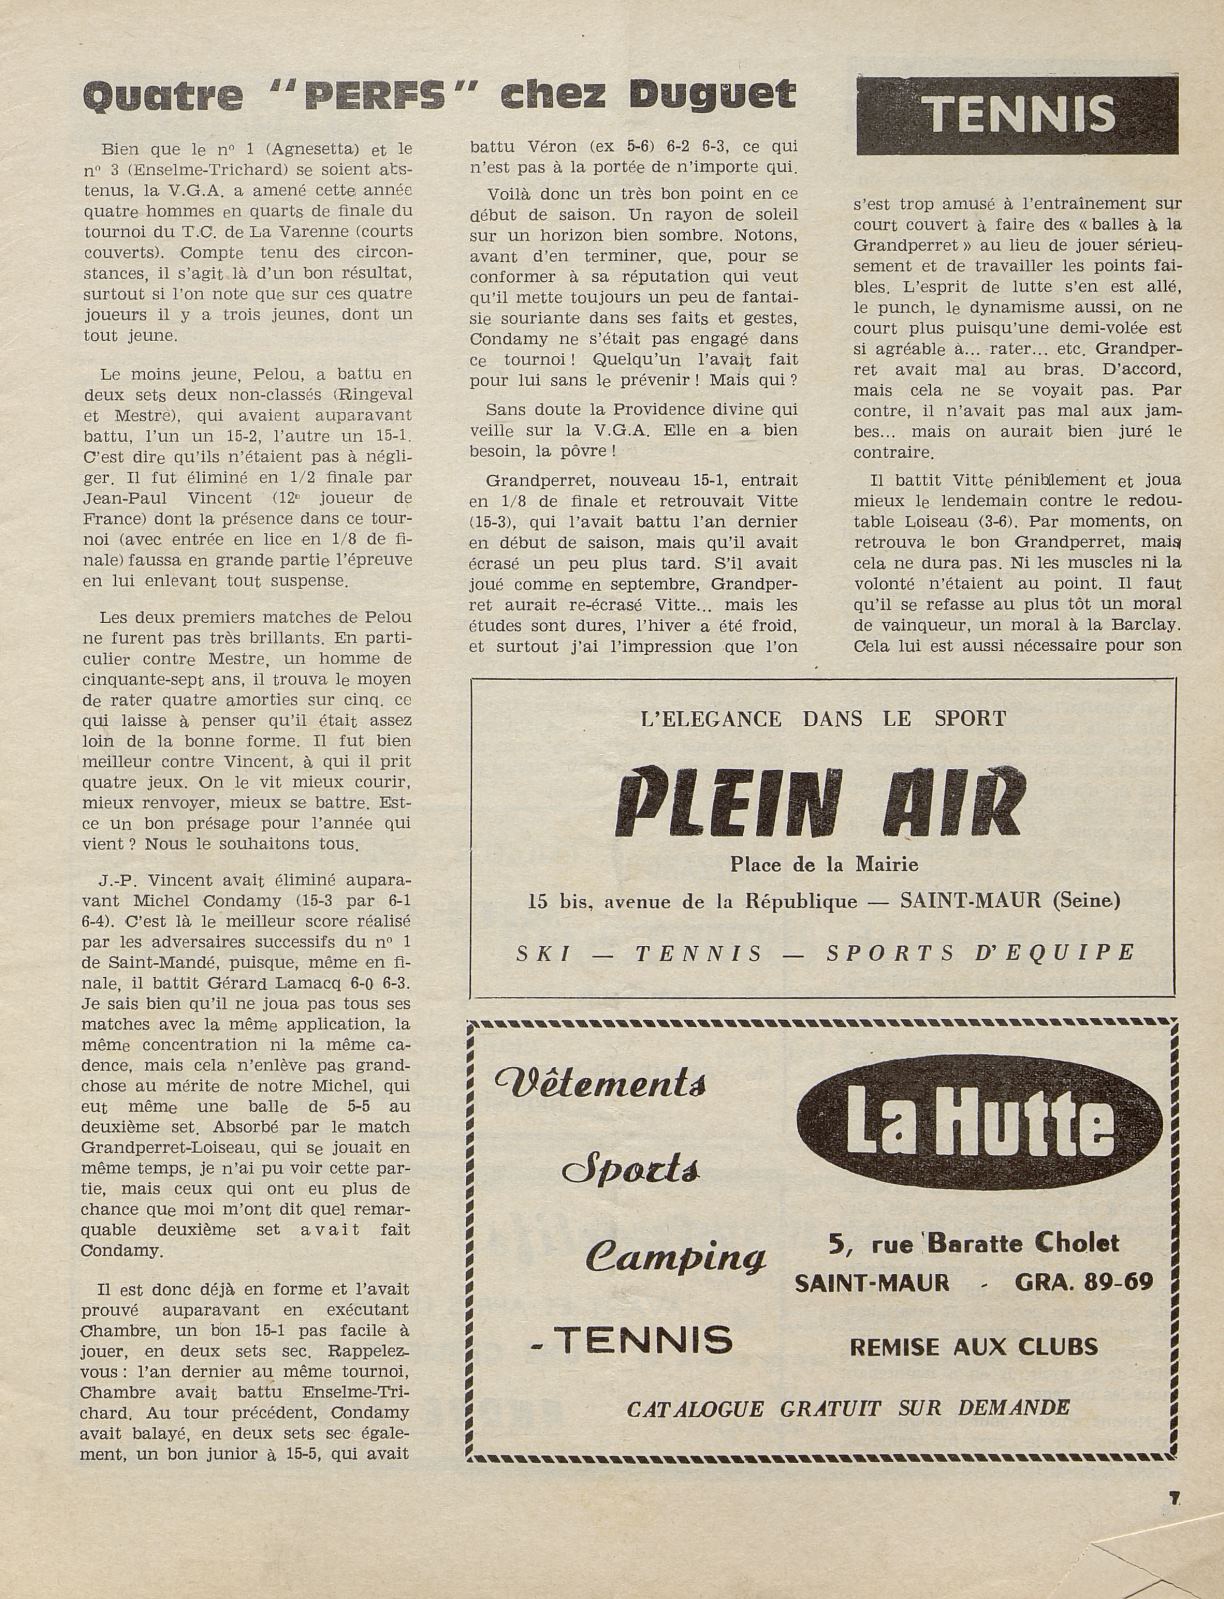 Quatre "PERFS" chez Duguet
TENNIS
Bien que le nº 1 (Agnesetta) et le
nº 3 (Enselme-Trichard) se soient abs-
tenus, la V.G.A. a amené cette année
quatre hommes en quarts de finale du
tournoi du T.C. de La Varenne (courts
couverts). Compte tenu des circon-
stances, il s'agit là d'un bon résultat,
surtout si l'on note que sur ces quatre
joueurs il y a trois jeunes, dont un
tout jeune.
Le moins jeune, Pelou, a battu en
deux sets deux non-classés (Ringeval
et Mestre), qui avaient auparavant
battu, l'un un 15-2, l'autre un 15-1.
C'est dire qu'ils n'étaient pas à négli-
ger. Il fut éliminé en 1/2 finale par
Jean-Paul Vincent (12e joueur de
France) dont la présence dans ce tour-
noi (avec entrée en lice en 1/8 de fi-
nale) faussa en grande partie l'épreuve
en lui enlevant tout suspense.
Les deux premiers matches de Pelou
ne furent pas très brillants. En parti-
culier contre Mestre, un homme de
cinquante-sept ans, il trouva le moyen
de rater quatre amorties sur cinq, ce
qui laisse à penser qu'il était assez
loin de la bonne forme. Il fut bien
meilleur contre Vincent, à qui il prit
quatre jeux. On le vit mieux courir,
mieux renvoyer, mieux se battre. Est-
ce un bon présage pour l'année qui
vient ? Nous le souhaitons tous.
J.-P. Vincent avait éliminé aupara-
vant Michel Condamy (15-3 par 6-1
6-4). C'est là le meilleur score réalisé
par les adversaires successifs du nº 1
de Saint-Mandé, puisque, même en fi-
nale, il battit Gérard Lamacq 6-0 6-3.
Je sais bien qu'il ne joua pas tous ses
matches avec la même application, la
même concentration ni la même ca-
dence, mais cela n'enlève pas grand-
chose au mérite de notre Michel, qui
eut même une balle de 5-5 au
deuxième set. Absorbé par le match
Grandperret-Loiseau, qui se jouait en
même temps, je n'ai pu voir cette par-
tie, mais ceux qui ont eu plus de
chance que moi m'ont dit quel remar-
quable deuxième set avait fait
Condamy.
Il est donc déjà en forme et l'avait
prouvé auparavant en exécutant
Chambre, un bon 15-1 pas facile à
jouer, en deux sets sec. Rappelez-
vous : l'an dernier au même tournoi,
Chambre avait battu Enselme-Tri-
chard. Au tour précédent, Condamy
avait balayé, en deux sets sec égale-
ment, un bon junior à 15-5, qui avait
battu Véron (ex 5-6) 6-2 6-3, ce qui
n'est pas à la portée de n'importe qui.
Voilà donc un très bon point en ce
début de saison. Un rayon de soleil
sur un horizon bien sombre. Notons,
avant d'en terminer, que, pour se
conformer à sa réputation qui veut
qu'il mette toujours un peu de fantai-
sie souriante dans ses faits et gestes,
Condamy ne s'était pas engagé dans
ce tournoi ! Quelqu'un l'avait fait
pour lui sans le prévenir ! Mais qui ?
Sans doute la Providence divine qui
veille sur la V.G.A. Elle en a bien
besoin, la pôvre !
Grandperret, nouveau 15-1, entrait
en 1/8 de finale et retrouvait Vitte
(15-3), qui l'avait battu l'an dernier
en début de saison, mais qu'il avait
écrasé un peu plus tard. S'il avait
joué comme en septembre, Grandper-
ret aurait re-écrasé Vitte... mais les
études sont dures, l'hiver a été froid,
et surtout j'ai l'impression que l'on
s'est trop amusé à l'entraînement sur
court couvert à faire des « balles à la
Grandperret » au lieu de jouer sérieu-
sement et de travailler les points fai-
bles. L'esprit de lutte s'en est allé,
le punch, le dynamisme aussi, on ne
court plus puisqu'une demi-volée est
si agréable à... rater... etc. Grandper-
ret avait mal au bras. D'accord,
mais cela ne se voyait pas. Par
contre, il n'avait pas mal aux jam-
bes... mais on aurait bien juré le
contraire.
Il battit Vitte péniblement et joua
mieux le lendemain contre le redou-
table Loiseau (3-6). Par moments, on
retrouva le bon Grandperret, mais
cela ne dura pas. Ni les muscles ni la
volonté n'étaient au point. Il faut
qu'il se refasse au plus tôt un moral
de vainqueur, un moral à la Barclay.
Cela lui est aussi nécessaire pour son
L'ELEGANCE DANS LE SPORT
PLEIN AIR
Place de la Mairie
15 bis, avenue de la République — SAINT-MAUR (Seine)
SKI — TENNIS — SPORTS D'EQUIPE
Vêtements
Sports
Camping
- TENNIS
La Hutte
5, rue Baratte Cholet
SAINT-MAUR - GRA. 89-69
REMISE AUX CLUBS
CATALOGUE GRATUIT SUR DEMANDE
7